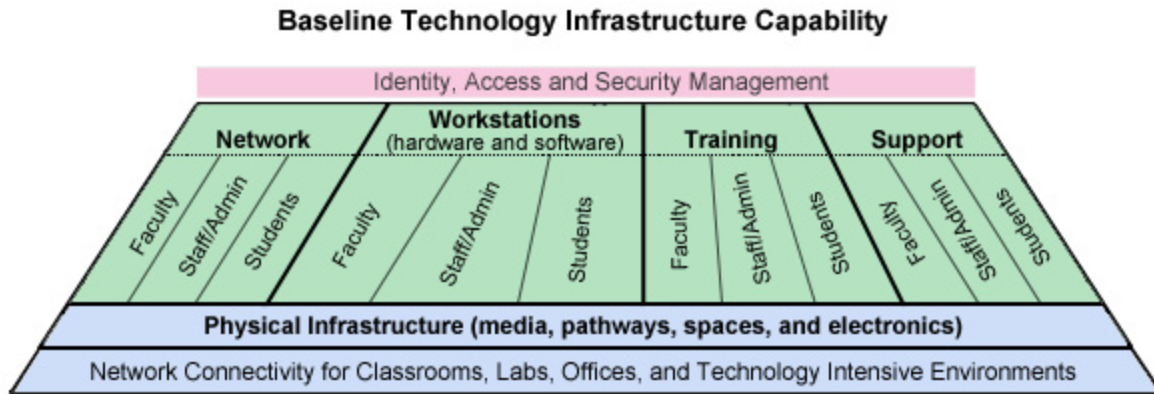 Baseline Technology Infrastructure Capability
Identity, Access and Security Management
Network
Workstations
(hardware and software)
Training
Support
Faculty
Staff/Admin
Students
Faculty
Staff/Admin
Students
Faculty
Staff/Admin
Students
Faculty
Staff/Admin
Students
Physical Infrastructure (media, pathways, spaces, and electronics)
Network Connectivity for Classrooms, Labs, Offices, and Technology Intensive Environments